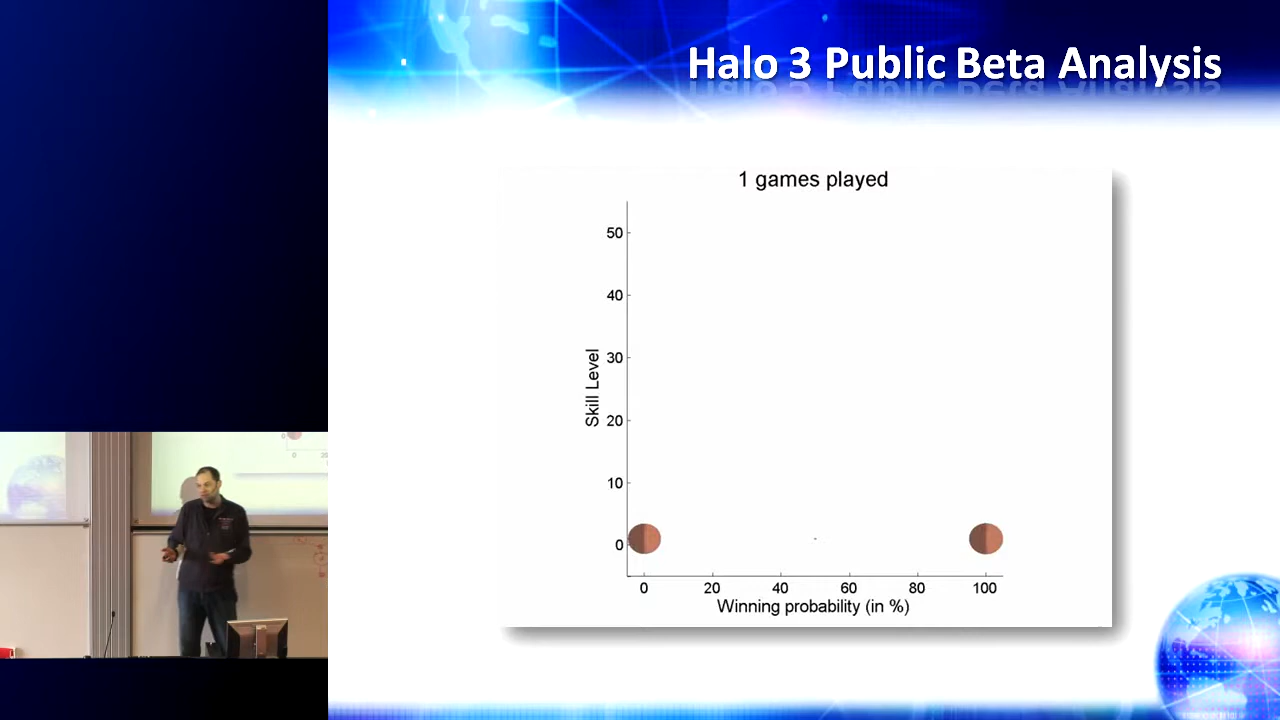 Halo 3 Public Beta Analysis
1 games played
50
40
30
20
10
0
Skill Level
0 20 40 60 80 100
Winning probability (in %)